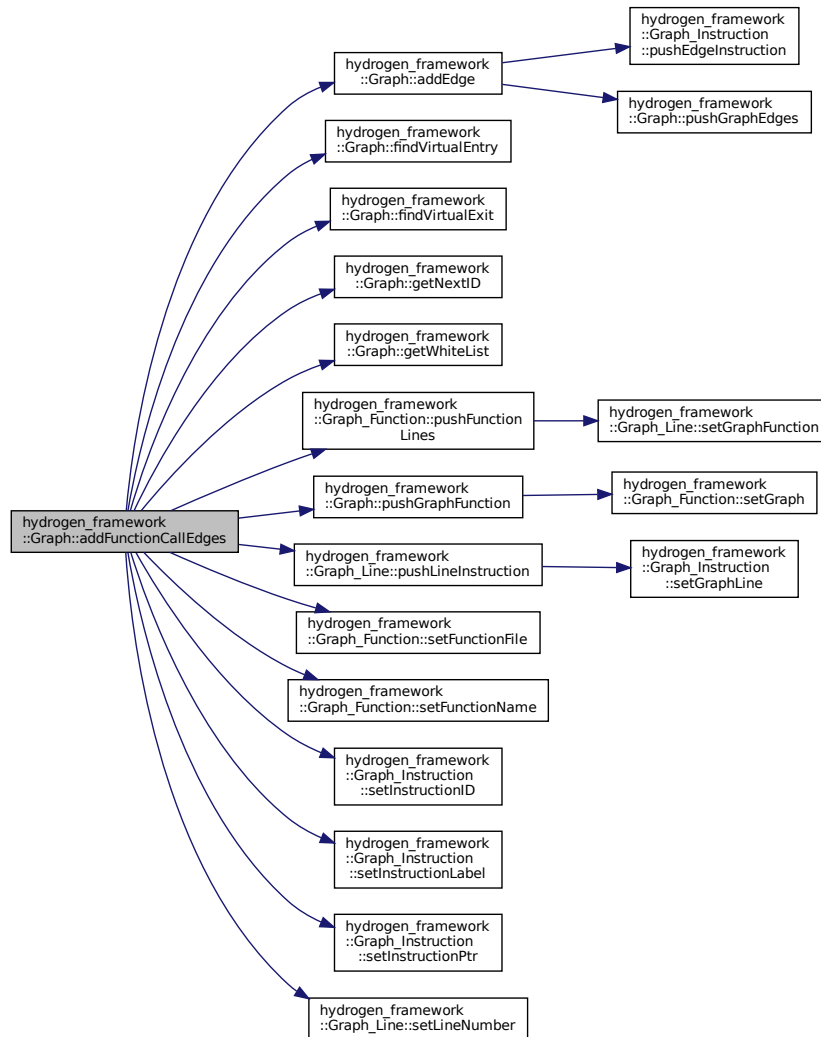 hydrogen_framework
::Graph::addFunctionCallEdges
hydrogen_framework
::Graph::addEdge
hydrogen_framework
::Graph_Instruction
::pushEdgeInstruction
hydrogen_framework
::Graph::pushGraphEdges
hydrogen_framework
::Graph::findVirtualEntry
hydrogen_framework
::Graph::findVirtualExit
hydrogen_framework
::Graph::getNextID
hydrogen_framework
::Graph::getWhiteList
hydrogen_framework
::Graph_Function::pushFunction
Lines
hydrogen_framework
::Graph_Line::setGraphFunction
hydrogen_framework
::Graph::pushGraphFunction
hydrogen_framework
::Graph_Function::setGraph
hydrogen_framework
::Graph_Line::pushLineInstruction
hydrogen_framework
::Graph_Instruction
::setGraphLine
hydrogen_framework
::Graph_Function::setFunctionFile
hydrogen_framework
::Graph_Function::setFunctionName
hydrogen_framework
::Graph_Instruction
::setInstructionID
hydrogen_framework
::Graph_Instruction
::setInstructionLabel
hydrogen_framework
::Graph_Instruction
::setInstructionPtr
hydrogen_framework
::Graph_Line::setLineNumber